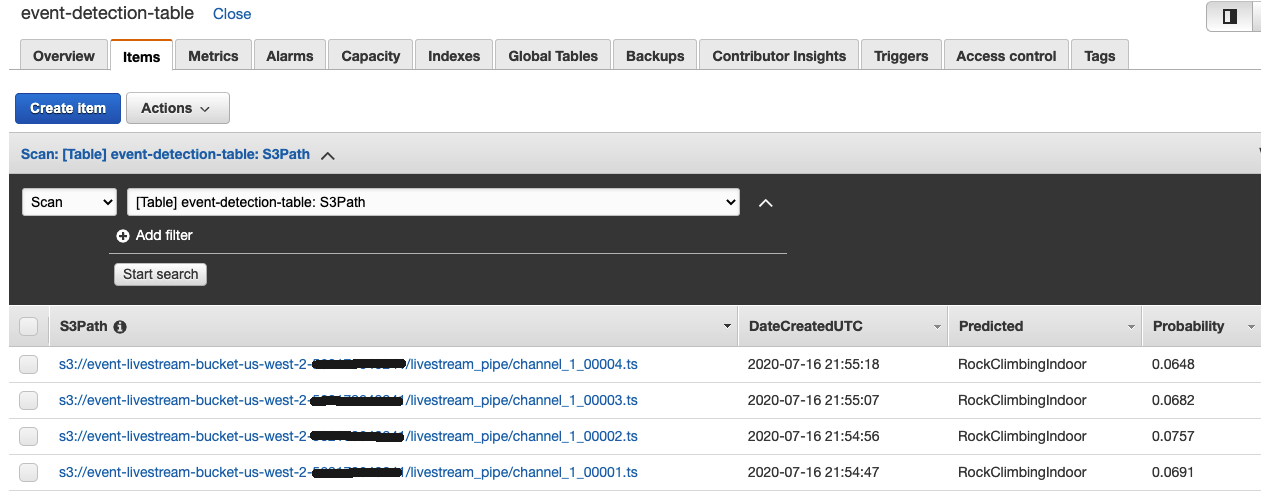 event-detection-table Close
Overview Items Metrics Alarms Capacity Indexes Global Tables Backups Contributor Insights Triggers Access control Tags
Create item Actions
Scan: [Table] event-detection-table: S3Path
Scan [Table] event-detection-table: S3Path
Add filter
Start search
S3Path DateCreatedUTC Predicted Probability
s3://event-livestream-bucket-us-west-2- /livestream_pipe/channel_1_00004.ts 2020-07-16 21:55:18 RockClimbingIndoor 0.0648
s3://event-livestream-bucket-us-west-2- /livestream_pipe/channel_1_00003.ts 2020-07-16 21:55:07 RockClimbingIndoor 0.0682
s3://event-livestream-bucket-us-west-2- /livestream_pipe/channel_1_00002.ts 2020-07-16 21:54:56 RockClimbingIndoor 0.0757
s3://event-livestream-bucket-us-west-2- /livestream_pipe/channel_1_00001.ts 2020-07-16 21:54:47 RockClimbingIndoor 0.0691